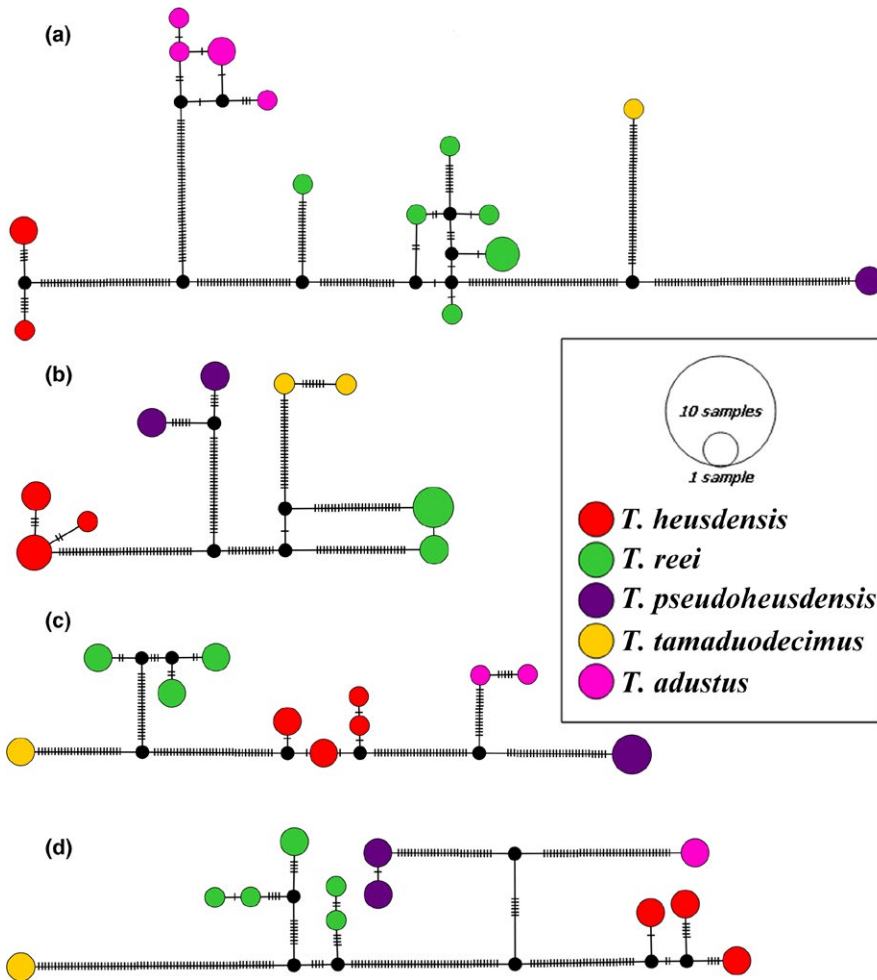 (a)
(b)
10 samples
1 sample
T. heusdensis
T. reei
T. pseudoheusdensis
T. tamaduodecimus
T. adustus
(c)
(d)